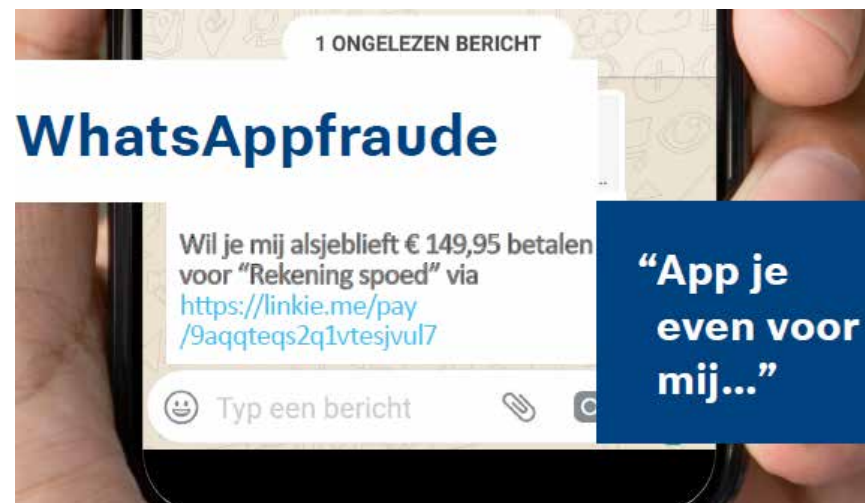 1 ONGELEZEN BERICHT
WhatsAppfraude
Wil je mij alsjeblieft € 149,95 betalen
voor “Rekening spoed” via
https://linkie.me/pay
/9aqqteqs2q1vtesjvul7
“App je
even voor
mij...”
Typ een bericht